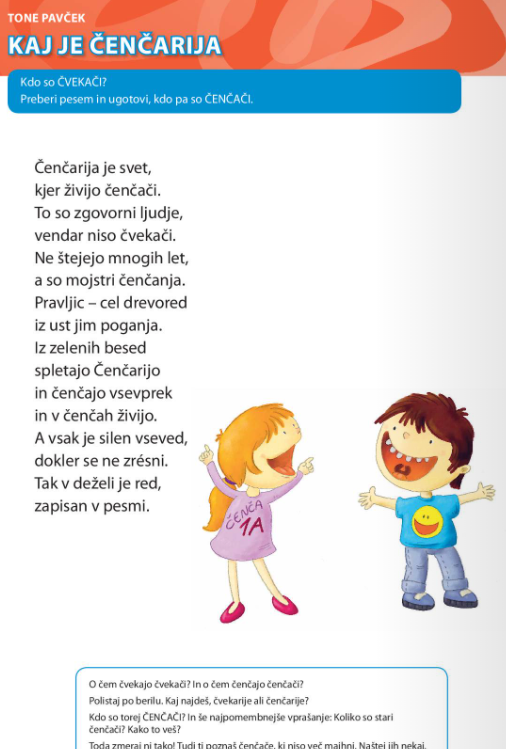 TONE PAVČEK
KAJ JE ČENČARIJA
Kdo so ČVEKAČI?
Preberi pesem in ugotovi, kdo pa so ČENČAČI.
Čenčarija je svet,
kjer živijo čenčači.
To so zgovorni ljudje,
vendar niso čvekači.
Ne štejejo mnogih let,
a so mojstri čenčanja.
Pravljic – cel drevored
iz ust jim poganja.
Iz zelenih besed
spletajo Čenčarijo
in čenčajo vsevprek
in v čenčah živijo.
A vsak je silen vseved,
dokler se ne zrésni.
Tak v deželi je red,
zapisan v pesmi.
ČENČA
1A
O čem čvekajo čvekači? In o čem čenčajo čenčači?
Polistaj po berilu. Kaj najdeš, čvekarije ali čenčarije?
Kdo so torej ČENČAČI? In še najpomembnejše vprašanje: Koliko so stari
čenčači? Kako to veš?
Toda zmeraj ni tako! Tudi ti poznaš čenčače, ki niso več majhni. Naštej jih nekaj.